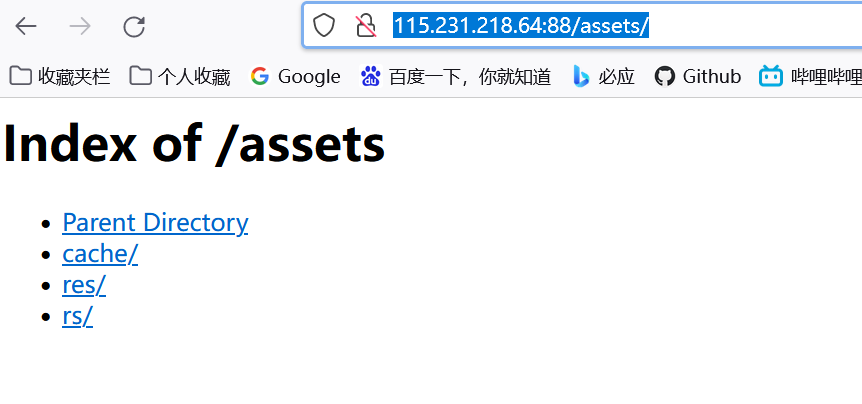 115.231.218.64:88/assets/
收藏夹栏 个人收藏 Google 百度一下，你就知道 必应 Github 哔哩哔哩
Index of /assets
Parent Directory
cache/
res/
rs/